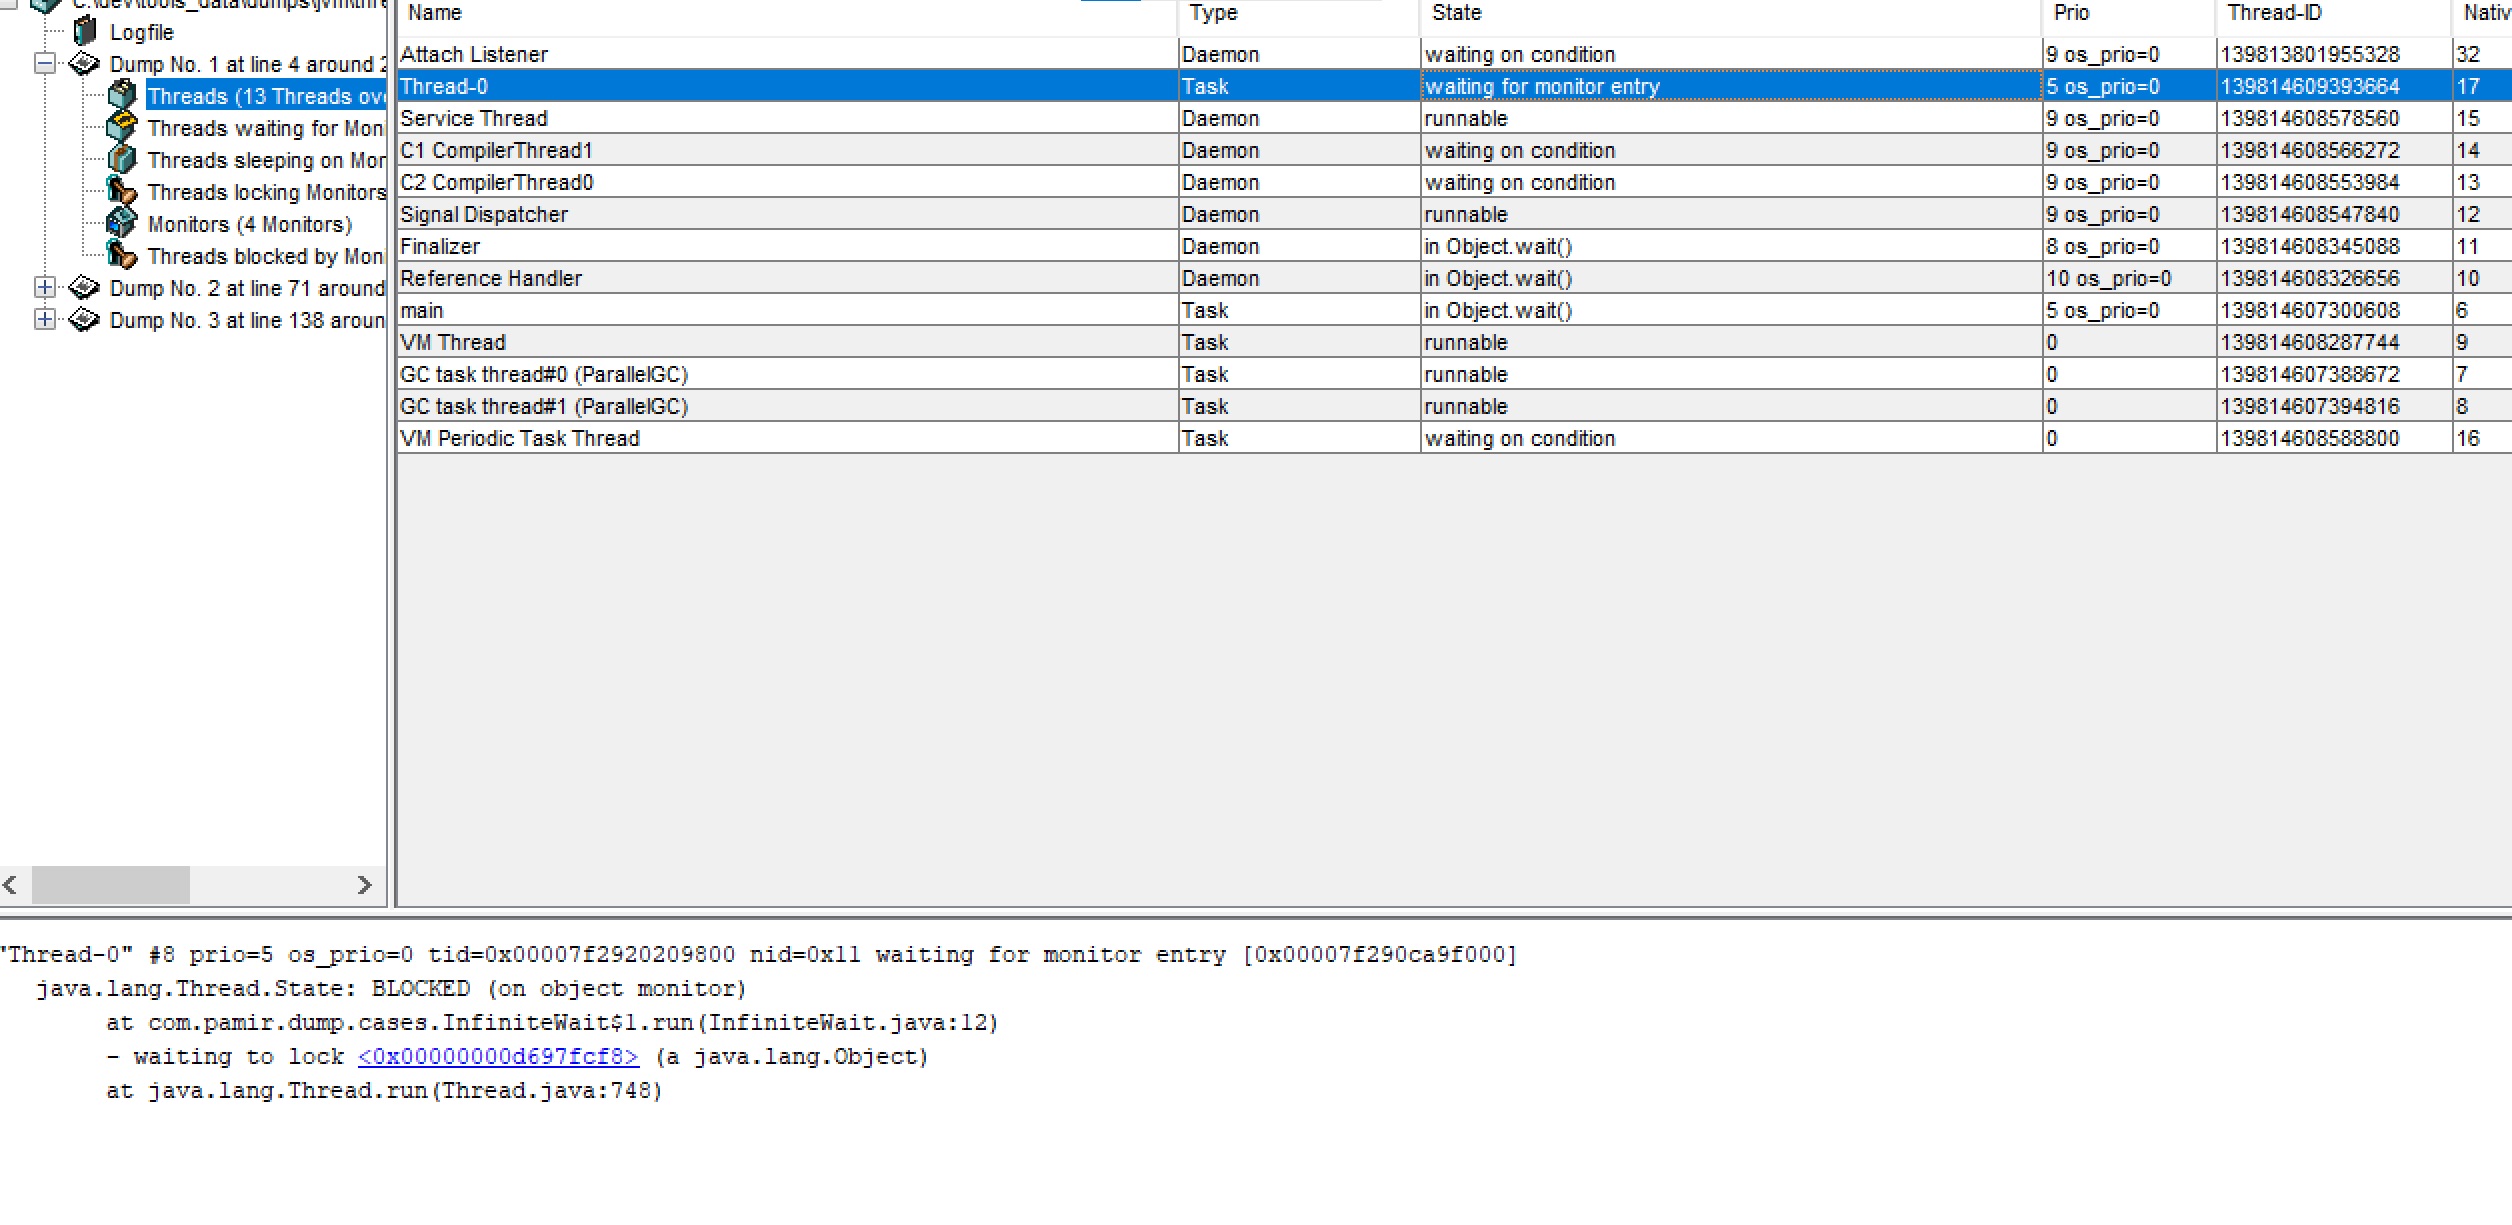 C:\dev\tools_data\dumps\jvm\thre
Logfile
Dump No. 1 at line 4 around 2
Threads (13 Threads ov
Threads waiting for Mon
Threads sleeping on Mor
Threads locking Monitors
Monitors (4 Monitors)
Threads blocked by Mon
Dump No. 2 at line 71 around
Dump No. 3 at line 138 aroun
Name Type State Prio Thread-ID Nativ
Attach Listener Daemon waiting on condition 9 os_prio=0 139813801955328 32
Thread-0 Task waiting for monitor entry 5 os_prio=0 139814609393664 17
Service Thread Daemon runnable 9 os_prio=0 139814608578560 15
C1 CompilerThread1 Daemon waiting on condition 9 os_prio=0 139814608566272 14
C2 CompilerThread0 Daemon waiting on condition 9 os_prio=0 139814608553984 13
Signal Dispatcher Daemon runnable 9 os_prio=0 139814608547840 12
Finalizer Daemon in Object.wait() 8 os_prio=0 139814608345088 11
Reference Handler Daemon in Object.wait() 10 os_prio=0 139814608326656 10
main Task in Object.wait() 5 os_prio=0 139814607300608 6
VM Thread Task runnable 0 139814608287744 9
GC task thread#0 (ParallelGC) Task runnable 0 139814607388672 7
GC task thread#1 (ParallelGC) Task runnable 0 139814607394816 8
VM Periodic Task Thread Task waiting on condition 0 139814608588800 16
"Thread-0" #8 prio=5 os_prio=0 tid=0x00007f2920209800 nid=0x11 waiting for monitor entry [0x00007f290ca9f000]
java.lang.Thread.State: BLOCKED (on object monitor)
at com.pamir.dump.cases.InfiniteWait$1.run(InfiniteWait.java:12)
- waiting to lock <0x00000000d697fcf8> (a java.lang.Object)
at java.lang.Thread.run(Thread.java:748)